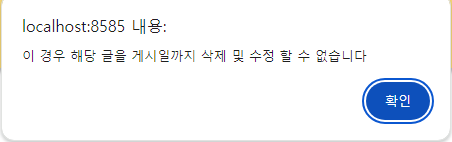 localhost:8585 내용:
이 경우 해당 글을 게시일까지 삭제 및 수정 할 수 없습니다
확인